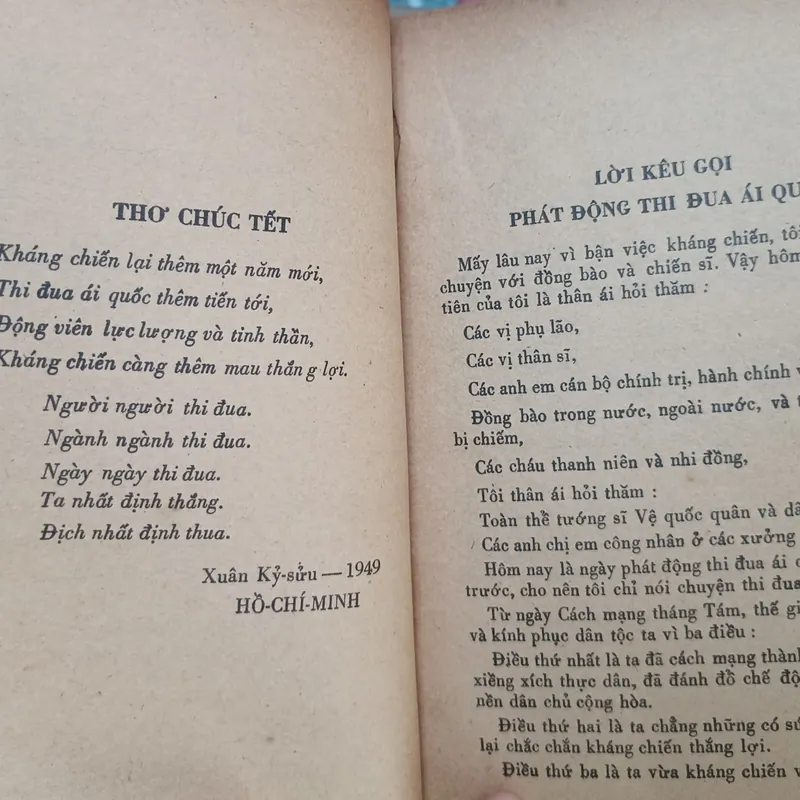 THƠ CHÚC TẾT
Kháng chiến lại thêm một năm mới,
Thi đua ái quốc thêm tiến tới,
Động viên lực lượng và tinh thần,
Kháng chiến càng thêm mau thắng lợi.
Người người thi đua.
Ngành ngành thi đua.
Ngày ngày thi đua.
Ta nhất định thắng.
Địch nhất định thua.
Xuân Kỷ-sửu — 1949
HỒ-CHÍ-MINH
LỜI KÊU GỌI
PHÁT ĐỘNG THI ĐUA ÁI QU
Mấy lâu nay vì bận việc kháng chiến, tôi
chuyện với đồng bào và chiến sĩ. Vậy hôm
tiên của tôi là thân ái hỏi thăm :
Các vị phụ lão,
Các vị thân sĩ,
Các anh em cán bộ chính trị, hành chính v
Đồng bào trong nước, ngoài nước, và t
bị chiếm,
Các cháu thanh niên và nhi đồng,
Tôi thân ái hỏi thăm :
Toàn thể tướng sĩ Vệ quốc quân và dâ
Các anh chị em công nhân ở các xưởng
Hôm nay là ngày phát động thi đua ái q
trước, cho nên tôi chỉ nói chuyện thi đua
Từ ngày Cách mạng tháng Tám, thế gi
và kính phục dân tộc ta vì ba điều :
Điều thứ nhất là ta đã cách mạng thành
xiềng xích thực dân, đã đánh đổ chế độ
nền dân chủ cộng hòa.
Điều thứ hai là ta chẳng những có sứ
lại chắc chắn kháng chiến thắng lợi.
Điều thứ ba là ta vừa kháng chiến v